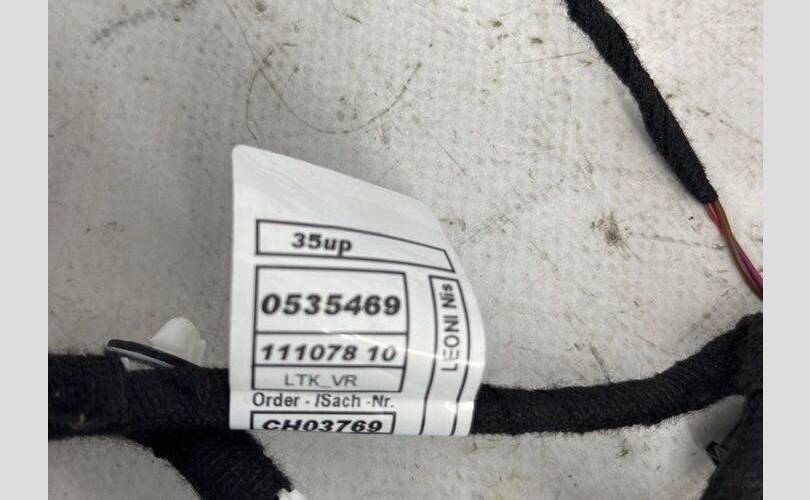 35up
0535469
111078 10
LTK_VR
Order - /Sach -Nr.
CH03769
LEONI Nis